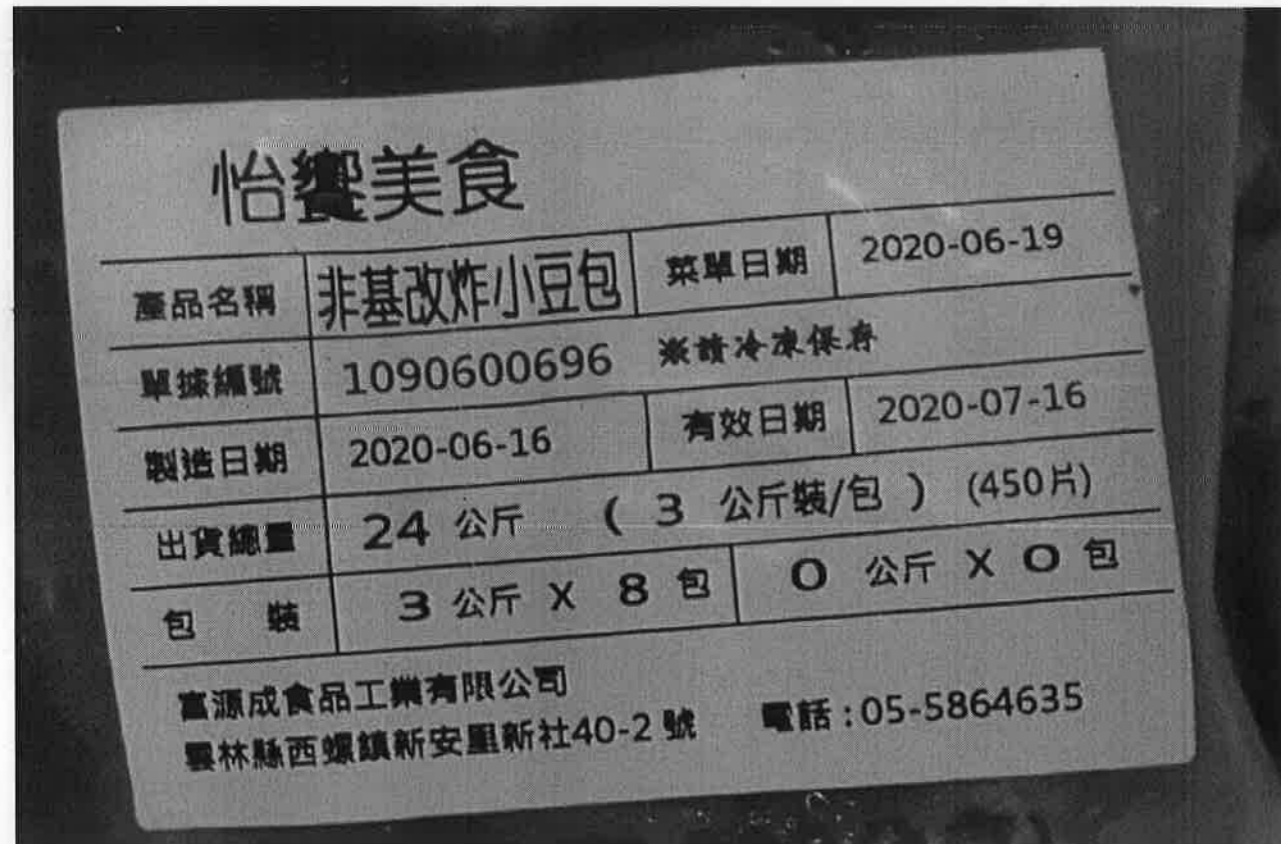 怡饗美食
產品名稱 非基改炸小豆包 菜單日期 2020-06-19
單據編號 1090600696 ※請冷凍保存
製造日期 2020-06-16 有效日期 2020-07-16
出貨總量 24 公斤 ( 3 公斤裝/包 ) (450片)
包 裝 3 公斤 X 8 包 0 公斤 X 0 包
富源成食品工業有限公司
雲林縣西螺鎮新安里新社40-2 號 電話:05-5864635